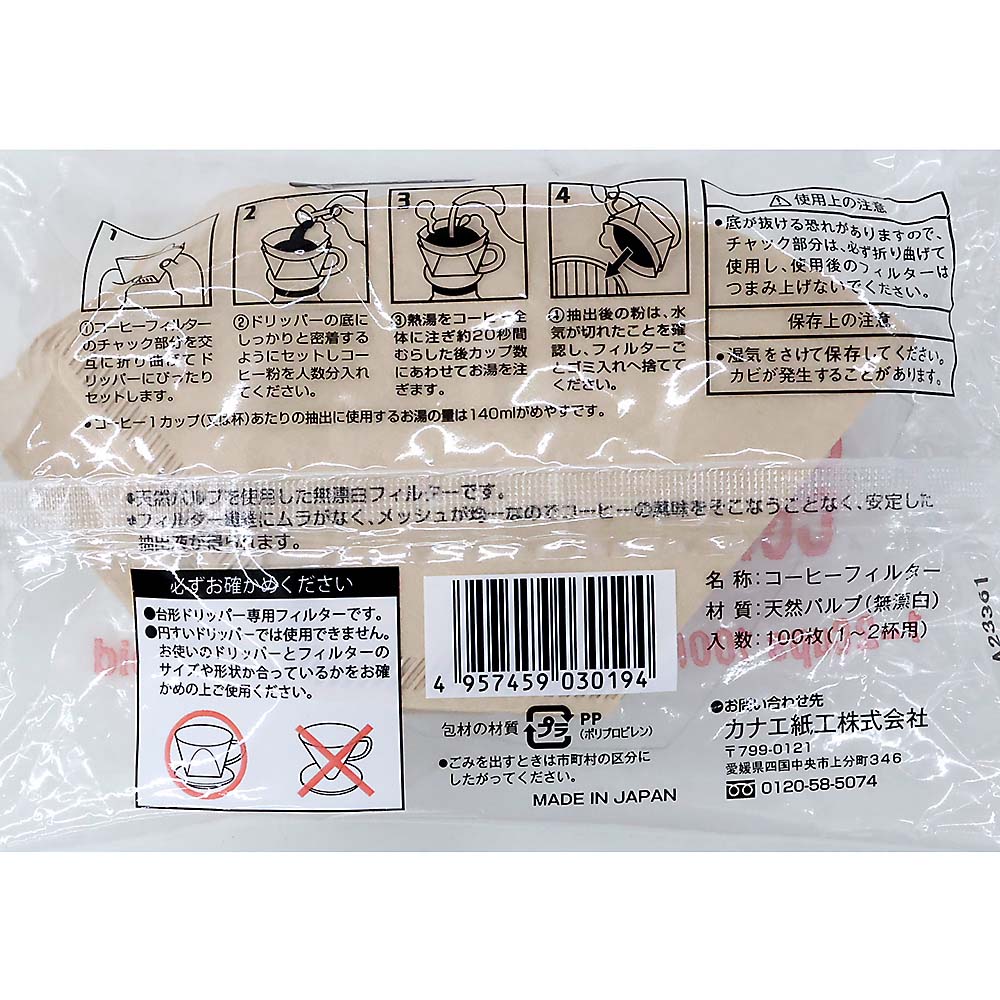 1
2
3
4
①コーヒーフィルター
のチャック部分を交
互に折り曲げてド
リッパーにぴったり
セットします。
②ドリッパーの底に
しっかりと密着する
ようにセットしコー
ヒー粉を人数分入れ
てください。
③熱湯をコーヒー全
体に注ぎ約20秒間
むらした後カップ数
にあわせてお湯を注
ぎます。
④抽出後の粉は、水
気が切れたことを確
認し、フィルターご
とゴミ入れへ捨てて
ください。
●コーヒー1カップ(又は杯)あたりの抽出に使用するお湯の量は140mlがめやすです。
⚠使用上の注意
●底が抜ける恐れがありますので、
チャック部分は、必ず折り曲げて
使用し、使用後のフィルターは
つまみ上げないでください。
保存上の注意
●湿気をさけて保存してください。
カビが発生することがあります。
●天然パルプを使用した無漂白フィルターです。
●フィルター繊維にムラがなく、メッシュが均一なのでコーヒーの風味をそこなうことなく、安定した
抽出液が得られます。
必ずお確かめください
●台形ドリッパー専用フィルターです。
●円すいドリッパーでは使用できません。
お使いのドリッパーとフィルターの
サイズや形状が合っているかをお確
かめの上ご使用ください。
4 957459 030194
包材の材質 プラ PP
(ポリプロピレン)
●ごみを出すときは市町村の区分に
したがってください。
MADE IN JAPAN
名 称:コーヒーフィルター
材 質:天然パルプ(無漂白)
入 数:100枚(1〜2杯用)
●お問い合わせ先
カナエ紙工株式会社
〒799-0121
愛媛県四国中央市上分町346
0120-58-5074
A23361